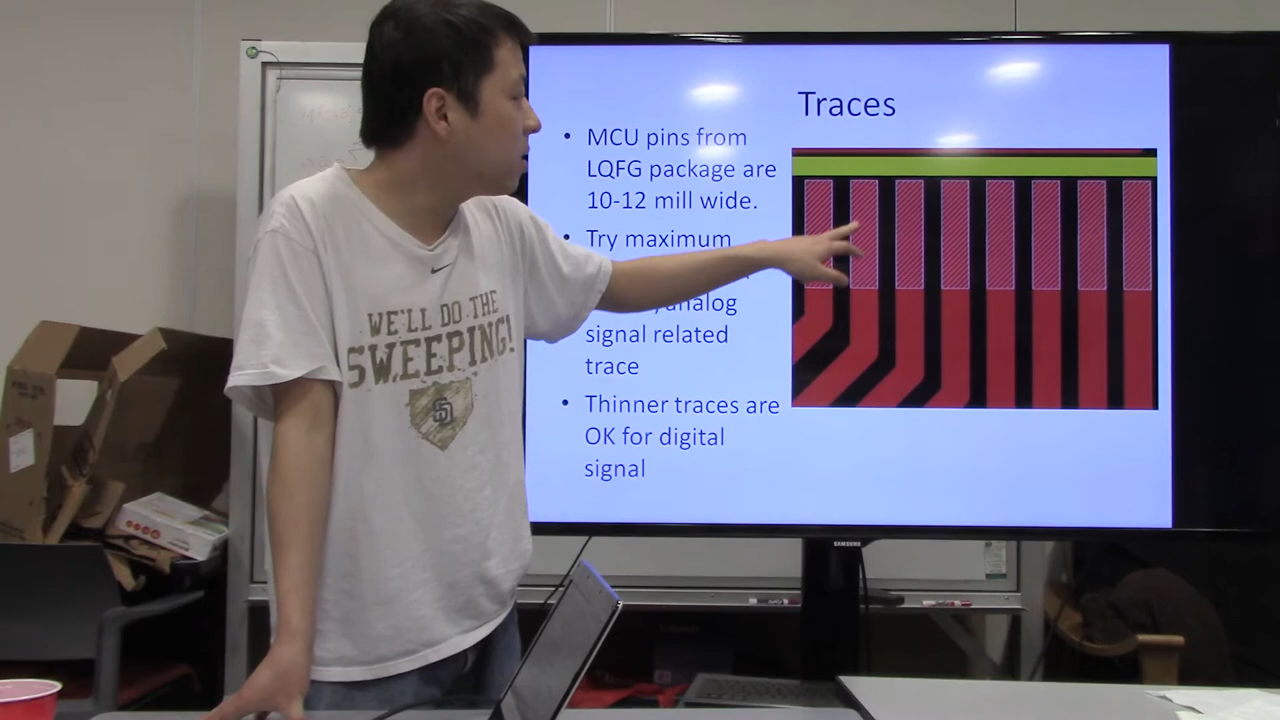 Traces
• MCU pins from
LQFG package are
10-12 mill wide.
• Try maximum
analog
signal related
trace
• Thinner traces are
OK for digital
signal
WE'LL DO THE
SWEEPING!
SD
SAMSUNG